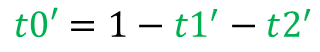 t0′ = 1 − t1′ − t2′